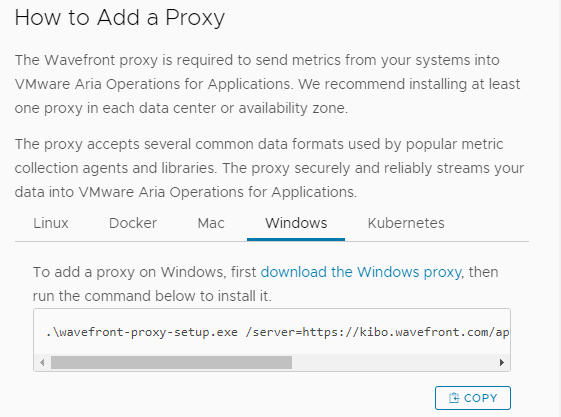 How to Add a Proxy
The Wavefront proxy is required to send metrics from your systems into
VMware Aria Operations for Applications. We recommend installing at least
one proxy in each data center or availability zone.
The proxy accepts several common data formats used by popular metric
collection agents and libraries. The proxy securely and reliably streams your
data into VMware Aria Operations for Applications.
Linux Docker Mac Windows Kubernetes
To add a proxy on Windows, first download the Windows proxy, then
run the command below to install it.
.\wavefront-proxy-setup.exe /server=https://kibo.wavefront.com/ap
COPY